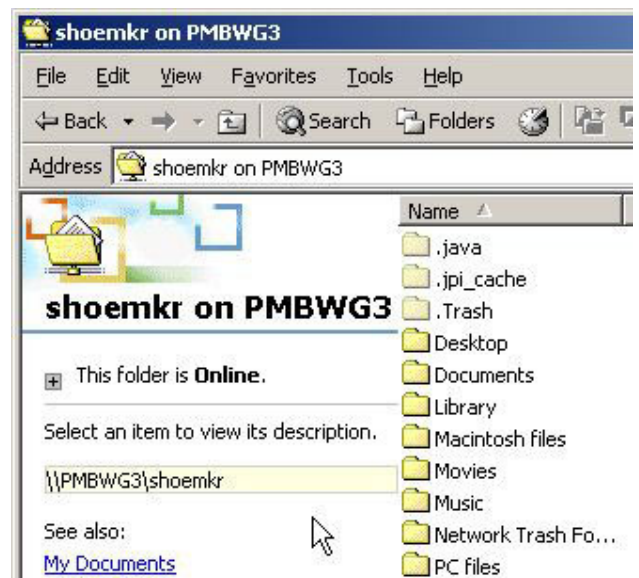 shoemkr on PMBWG3
File Edit View Favorites Tools Help
Back Search Folders
Address shoemkr on PMBWG3
shoemkr on PMBWG3
This folder is Online.
Select an item to view its description.
\\PMBWG3\shoemkr
See also:
My Documents
Name
.java
.jpi_cache
.Trash
Desktop
Documents
Library
Macintosh files
Movies
Music
Network Trash Fo...
PC files